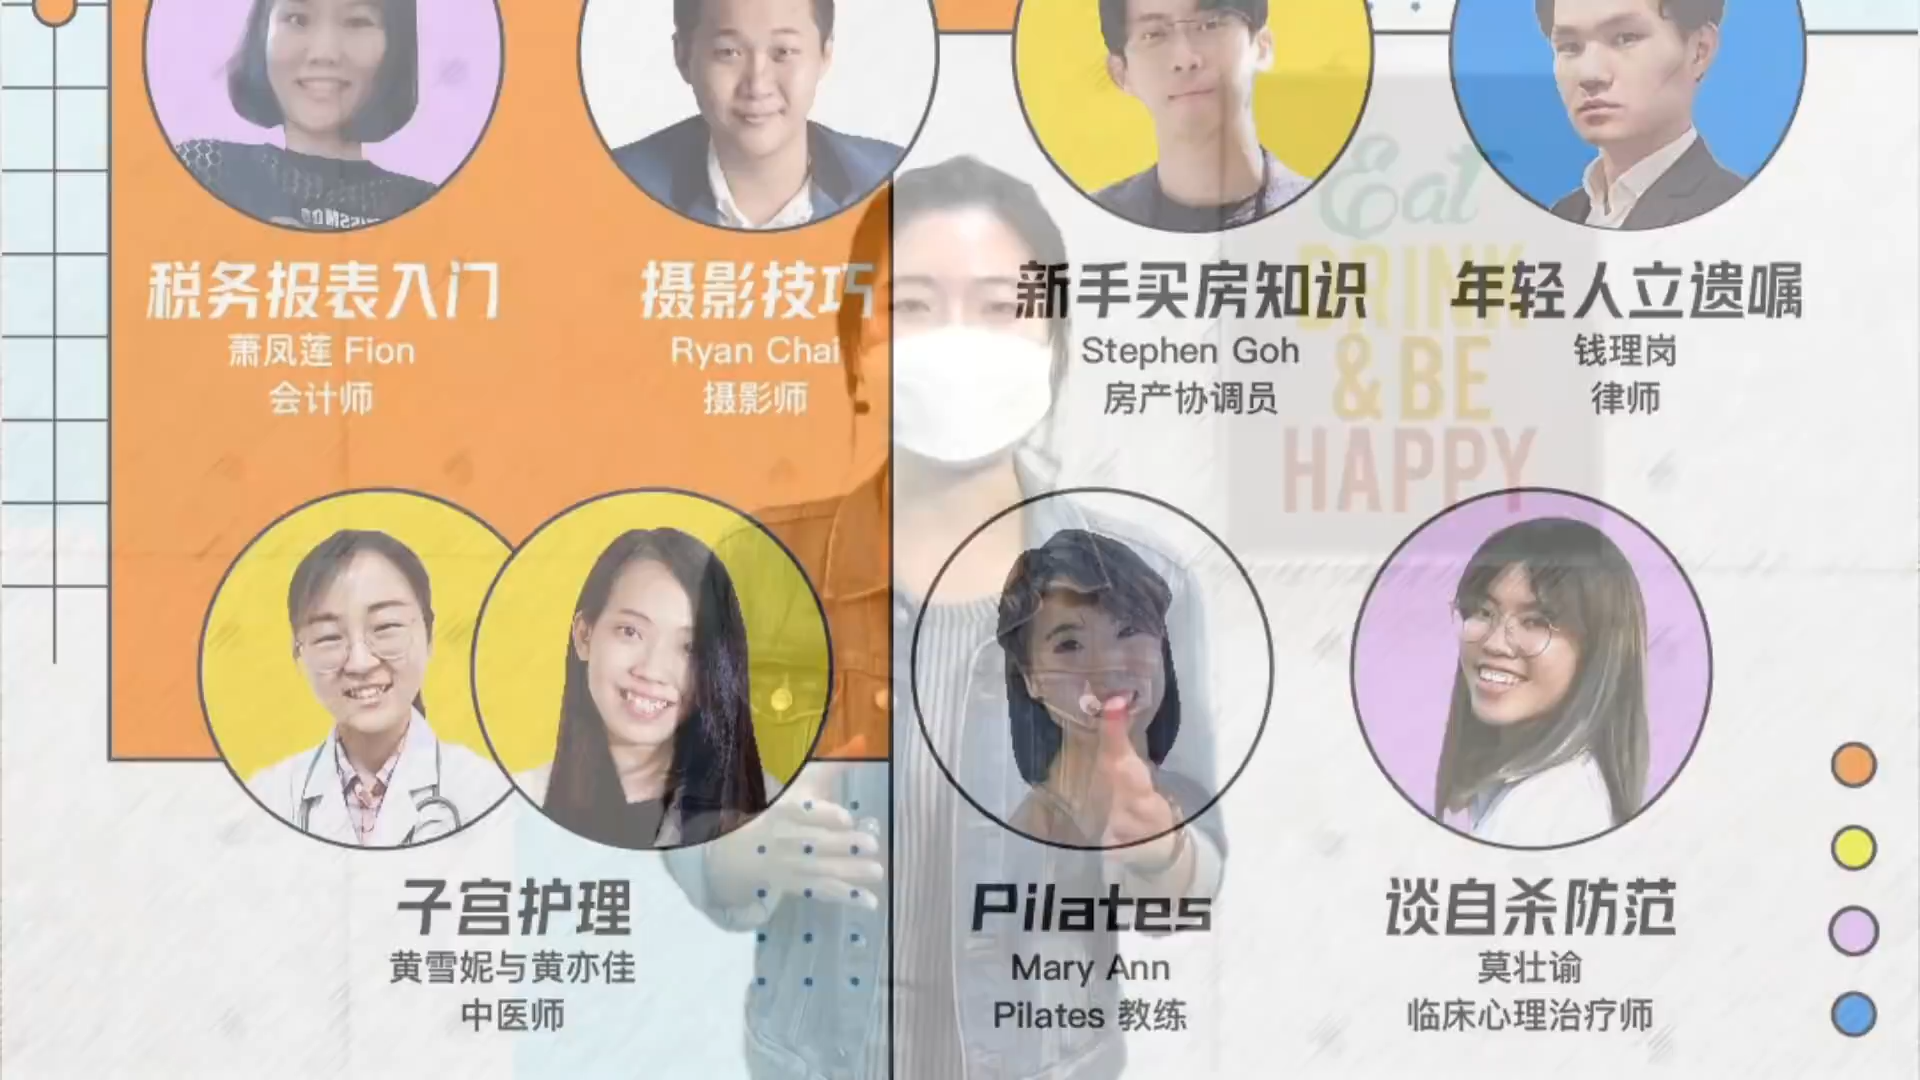 税务报表入门
萧凤莲 Fion
会计师
摄影技巧
Ryan Chai
摄影师
新手买房知识
Stephen Goh
房产协调员
年轻人立遗嘱
钱理岗
律师
Eat
DRINK
& BE
HAPPY
子宫护理
黄雪妮与黄亦佳
中医师
Pilates
Mary Ann
Pilates 教练
谈自杀防范
莫壮谕
临床心理治疗师